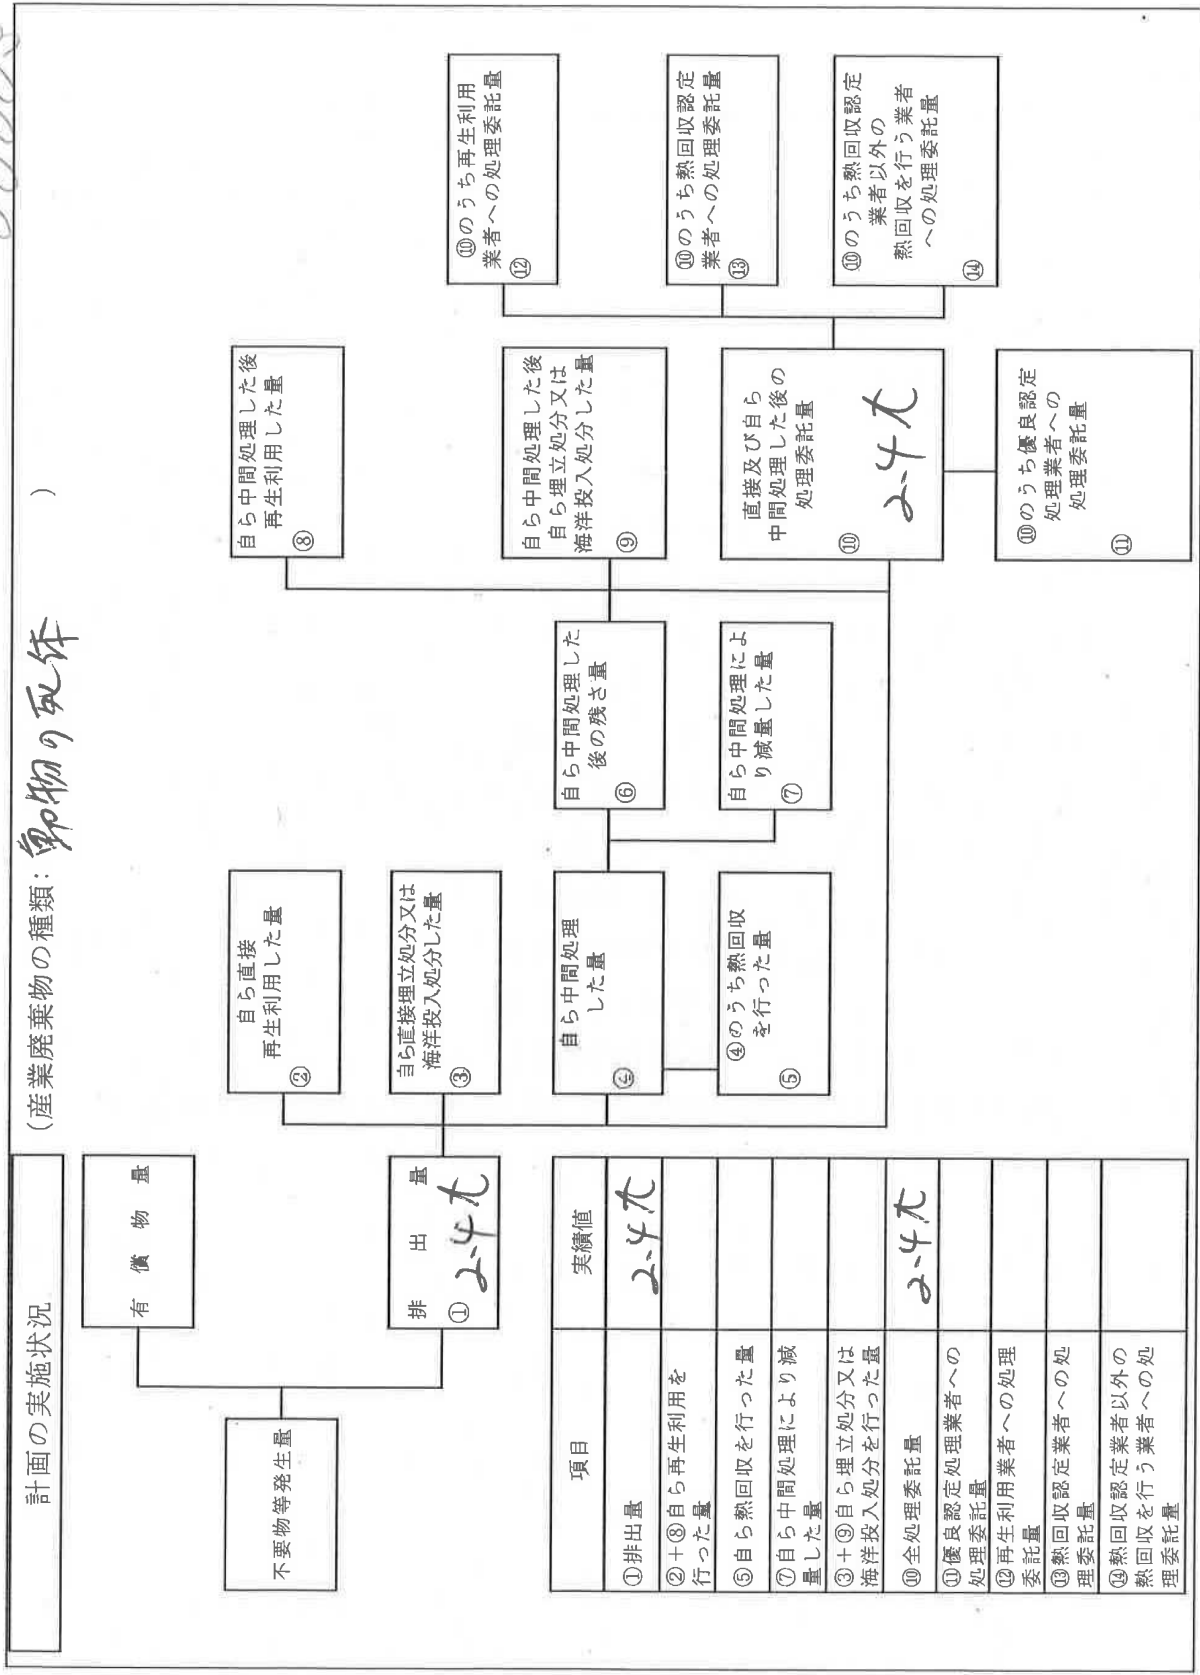 計画の実施状況
(産業廃棄物の種類: 動物の死体 )
不要物等発生量
有償物量
排出量
① 2.4t
自ら直接
再生利用した量
②
自ら直接埋立処分又は
海洋投入処分した量
③
自ら中間処理
した量
④
④のうち熱回収
を行った量
⑤
自ら中間処理した
後の残さ量
⑥
自ら中間処理によ
り減量した量
⑦
自ら中間処理した後
再生利用した量
⑧
自ら中間処理した後
自ら埋立処分又は
海洋投入処分した量
⑨
直接及び自ら
中間処理した後の
処理委託量
⑩ 2.4t
⑩のうち優良認定
処理業者への
処理委託量
⑪
⑩のうち再生利用
業者への処理委託量
⑫
⑩のうち熱回収認定
業者への処理委託量
⑬
⑩のうち熱回収認定
業者以外の
熱回収を行う業者
への処理委託量
⑭
項目 実績値
①排出量 2.4t
②+⑧自ら再生利用を
行った量
⑤自ら熱回収を行った量
⑦自ら中間処理により減
量した量
③+⑨自ら埋立処分又は
海洋投入処分を行った量
⑩全処理委託量 2.4t
⑪優良認定処理業者への
処理委託量
⑫再生利用業者への処理
委託量
⑬熱回収認定業者への処
理委託量
⑭熱回収認定業者以外の
熱回収を行う業者への処
理委託量